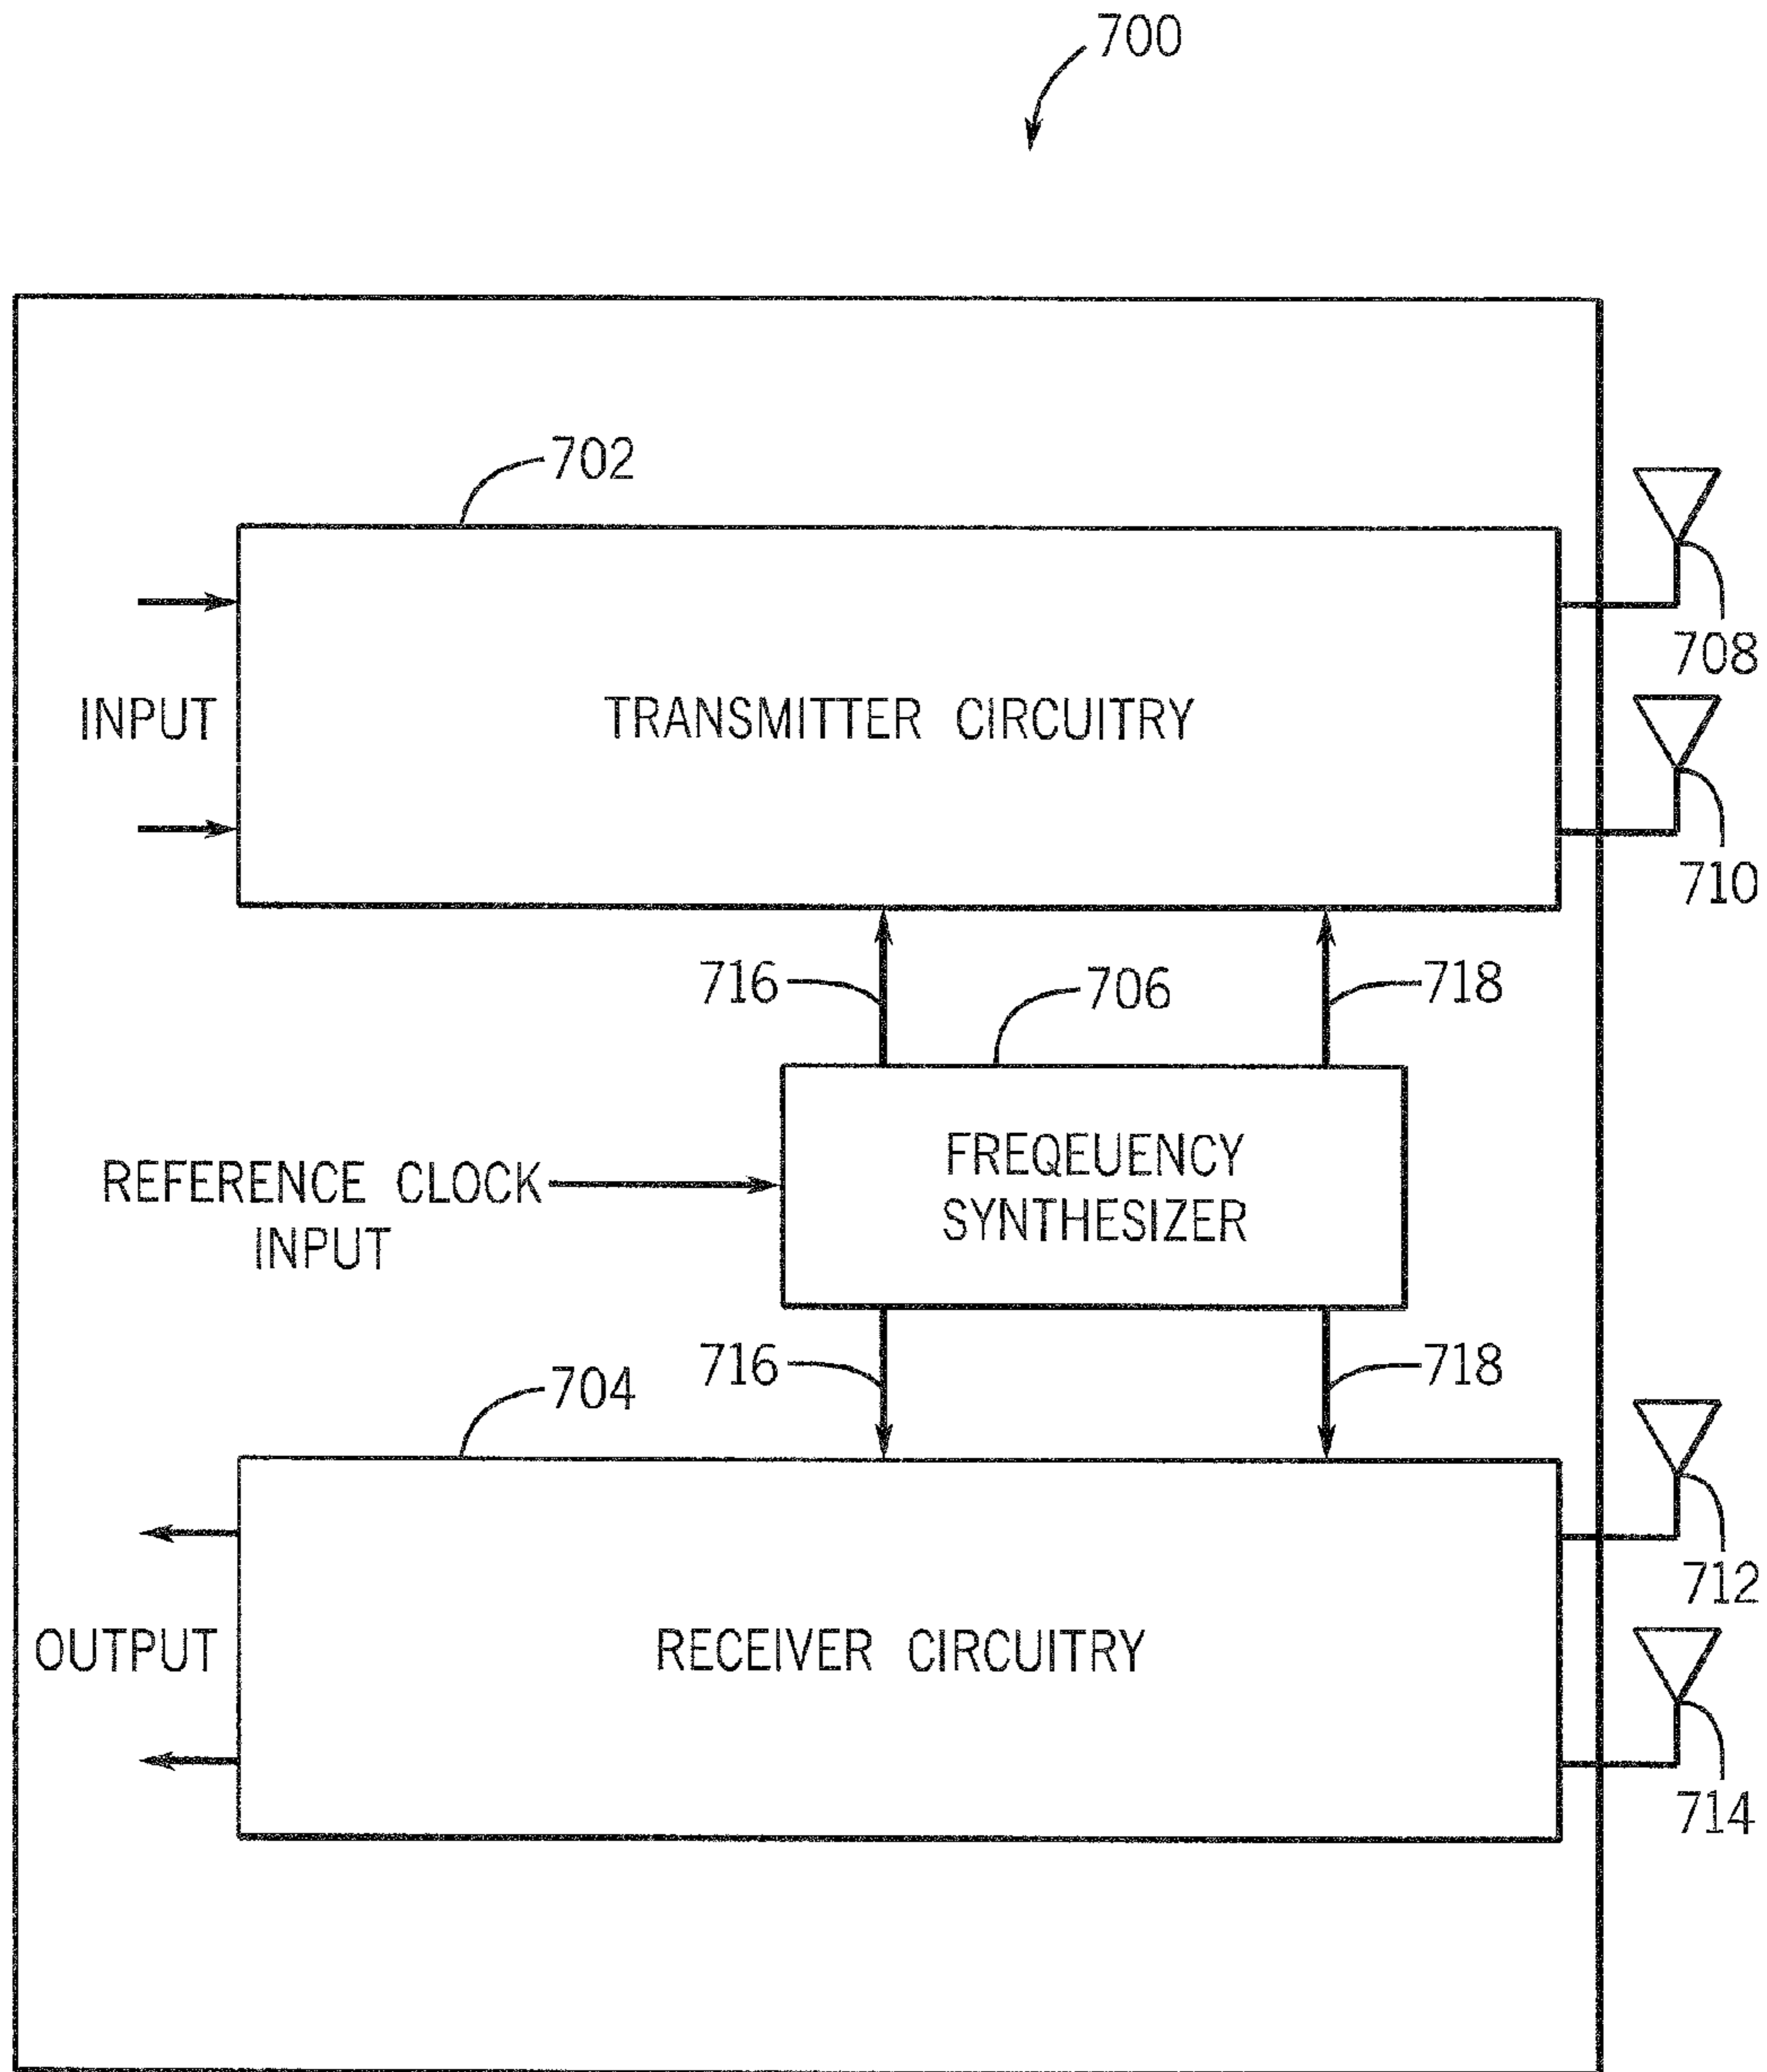 700
702
708
INPUT
TRANSMITTER CIRCUITRY
710
716
706
718
REFERENCE CLOCK
INPUT
FREQEUENCY
SYNTHESIZER
716
718
704
712
OUTPUT
RECEIVER CIRCUITRY
714